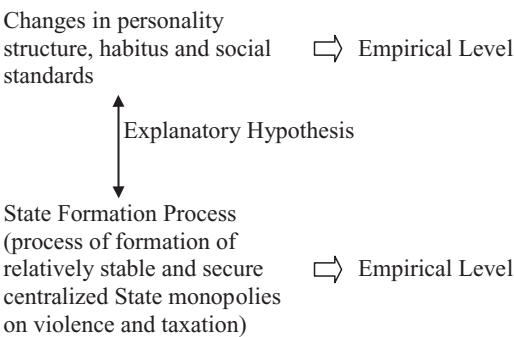 Changes in personality
structure, habitus and social
standards
Empirical Level
Explanatory Hypothesis
State Formation Process
(process of formation of
relatively stable and secure
centralized State monopolies
on violence and taxation)
Empirical Level